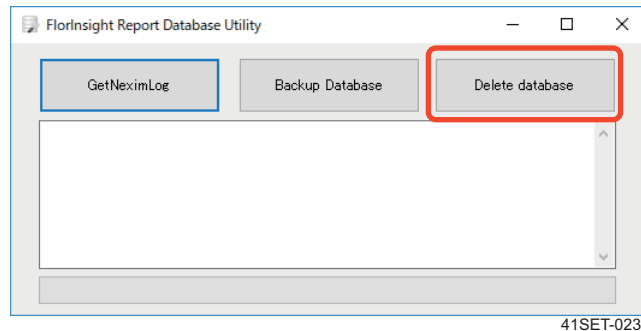 FlorInsight Report Database Utility
GetNeximLog
Backup Database
Delete database
41SET-023